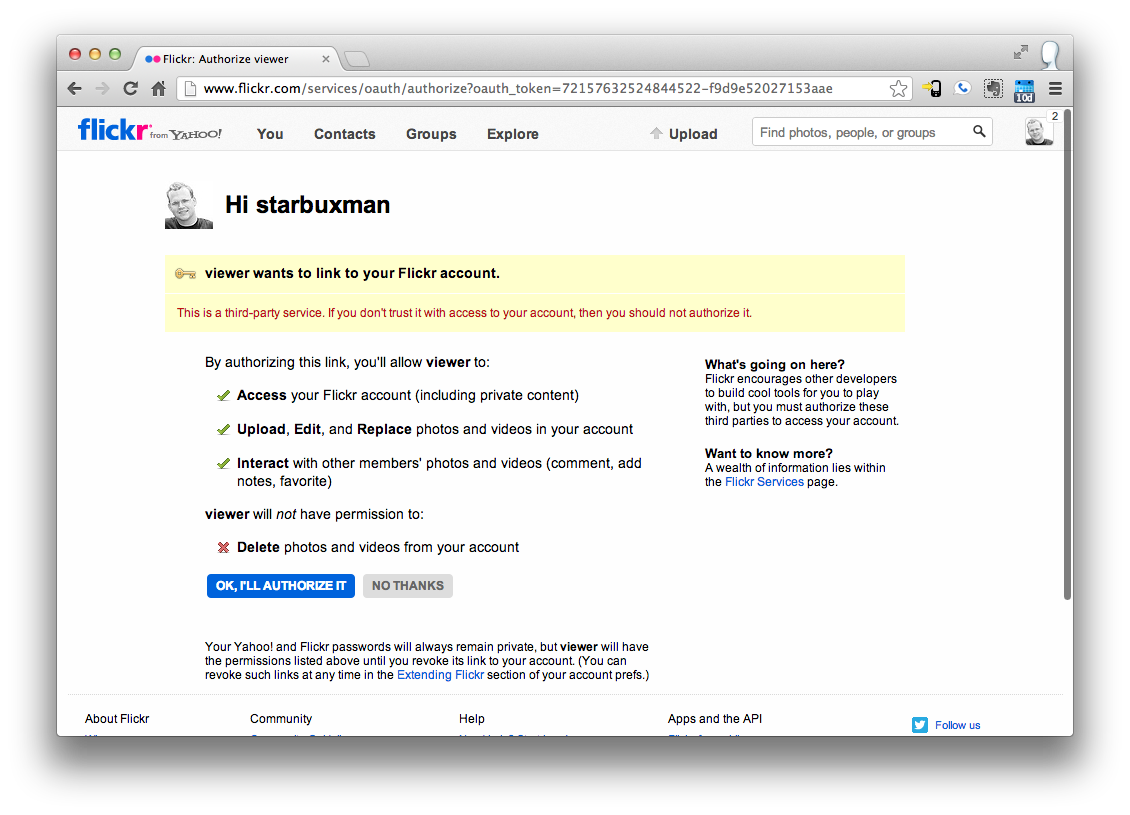 Flickr: Authorize viewer
www.flickr.com/services/oauth/authorize?oauth_token=72157632524844522-f9d9e52027153aae
10d
flickr from YAHOO! You Contacts Groups Explore Upload Find photos, people, or groups 2
Hi starbuxman
viewer wants to link to your Flickr account.
This is a third-party service. If you don't trust it with access to your account, then you should not authorize it.
By authorizing this link, you'll allow viewer to:
Access your Flickr account (including private content)
Upload, Edit, and Replace photos and videos in your account
Interact with other members' photos and videos (comment, add
notes, favorite)
viewer will not have permission to:
Delete photos and videos from your account
OK, I'LL AUTHORIZE IT NO THANKS
Your Yahoo! and Flickr passwords will always remain private, but viewer will have
the permissions listed above until you revoke its link to your account. (You can
revoke such links at any time in the Extending Flickr section of your account prefs.)
What's going on here?
Flickr encourages other developers
to build cool tools for you to play
with, but you must authorize these
third parties to access your account.
Want to know more?
A wealth of information lies within
the Flickr Services page.
About Flickr Community Help Apps and the API Follow us